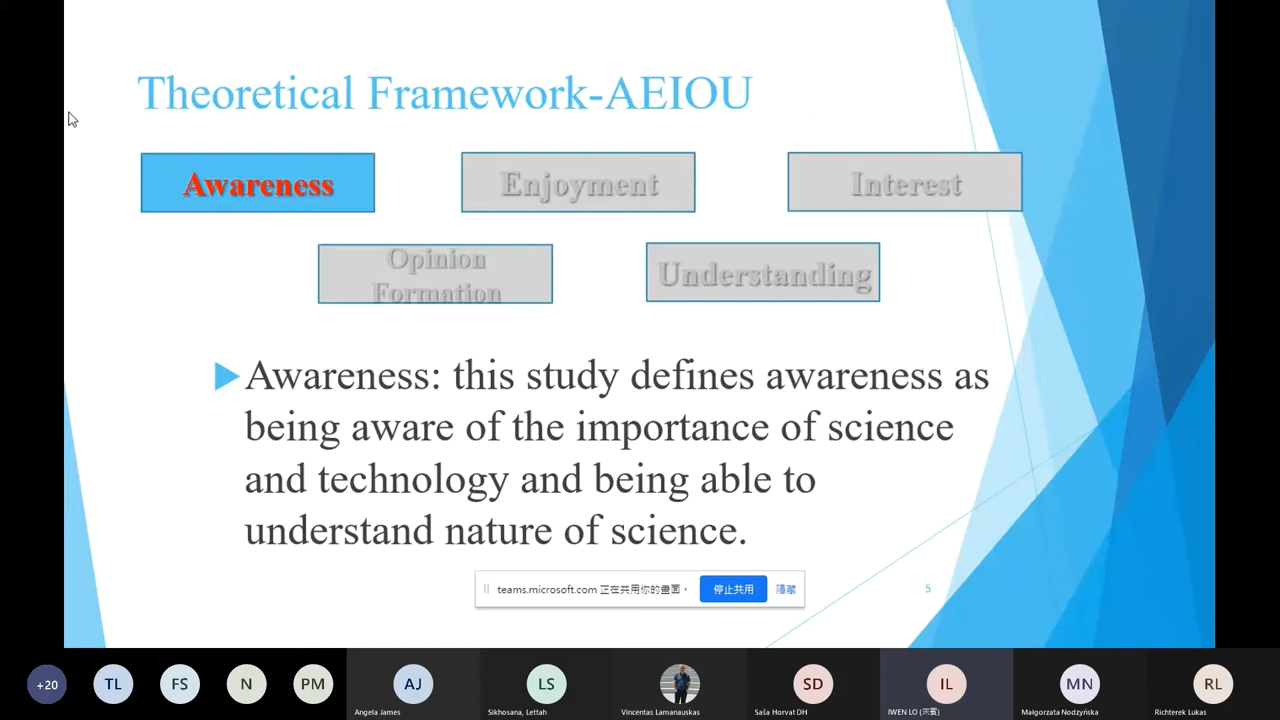 Theoretical Framework-AEIOU
Awareness
Enjoyment
Interest
Opinion
Formation
Understanding
Awareness: this study defines awareness as
being aware of the importance of science
and technology and being able to
understand nature of science.
teams.microsoft.com 正在共用你的畫面。
停止共用
隱藏
5
+20
TL
FS
N
PM
AJ
LS
SD
IL
MN
RL
Angela James
Sikhosana, Lettah
Vincentas Lamanauskas
Saša Horvat DH
IWEN LO (宗賓)
Małgorzata Nodzyńska
Richterek Lukas